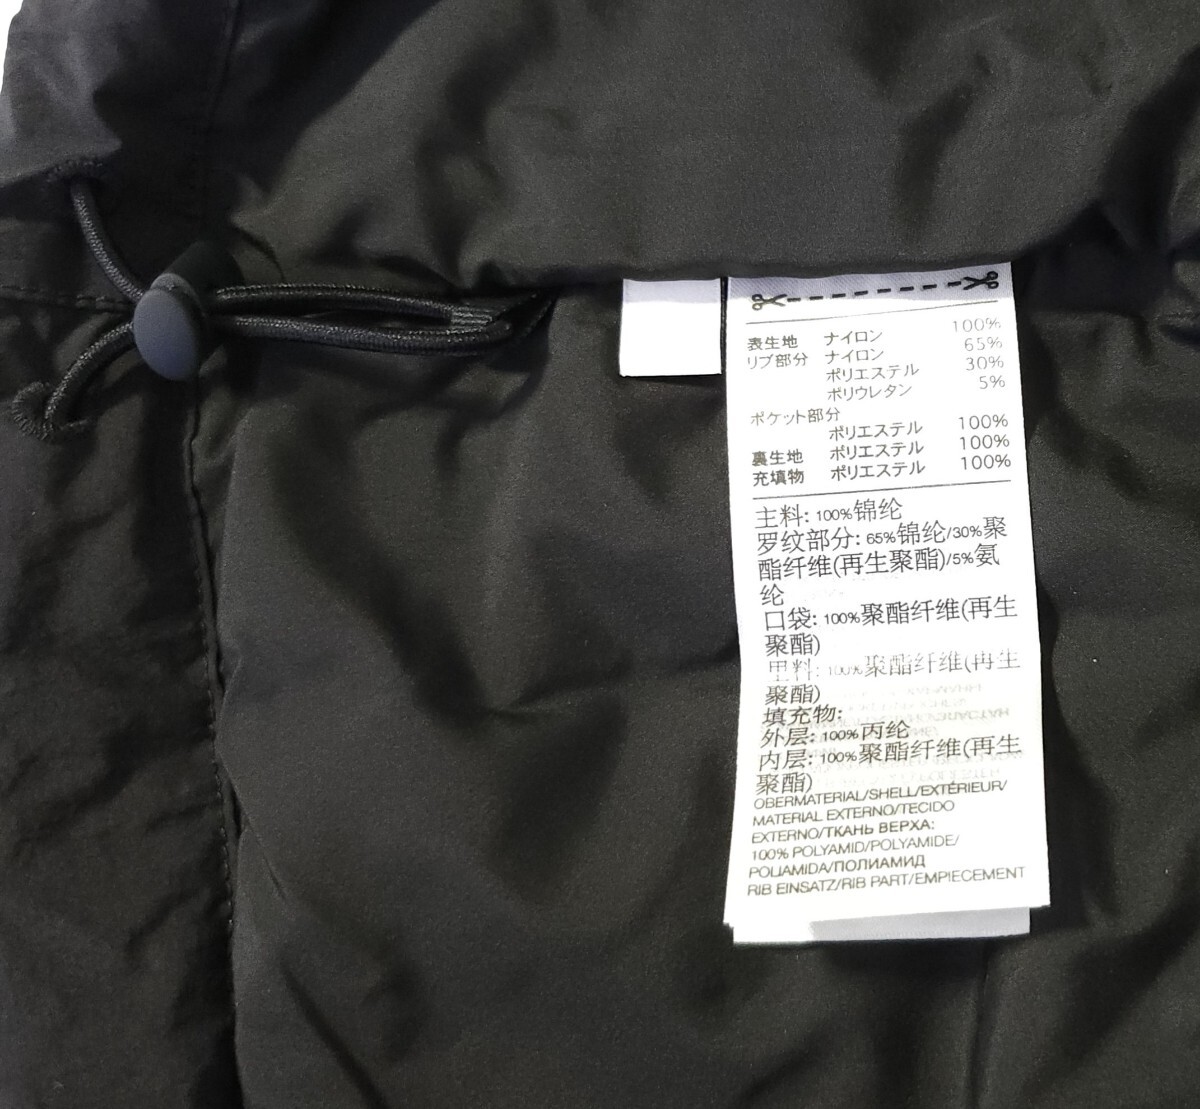 表生地 ナイロン 100%
リブ部分 ナイロン 65%
ポリエステル 30%
ポリウレタン 5%
ポケット部分
ポリエステル 100%
裏生地 ポリエステル 100%
充填物 ポリエステル 100%
主料: 100%锦纶
罗纹部分: 65%锦纶/30%聚
酯纤维(再生聚酯)/5%氨
纶
口袋: 100%聚酯纤维(再生
聚酯)
里料: 100%聚酯纤维(再生
聚酯)
填充物:
外层: 100%丙纶
内层: 100%聚酯纤维(再生
聚酯)
OBERMATERIAL/SHELL/EXTÉRIEUR/
MATERIAL EXTERNO/TECIDO
EXTERNO/ТКАНЬ ВЕРХА:
100% POLYAMID/POLYAMIDE/
POLIAMIDA/ПОЛИАМИД
RIB EINSATZ/RIB PART/EMPIECEMENT